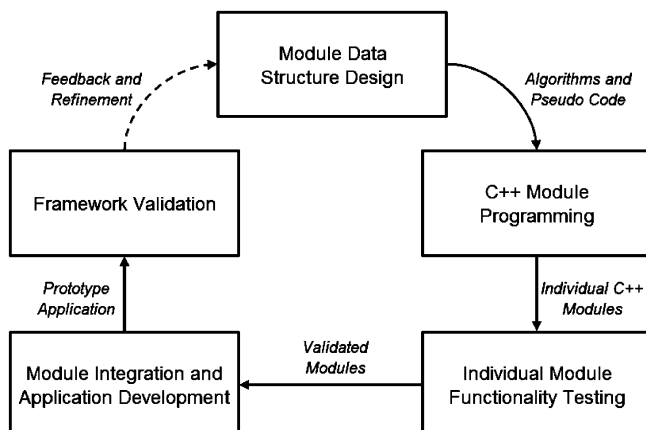 Module Data
Structure Design
Feedback and
Refinement
Algorithms and
Pseudo Code
Framework Validation
C++ Module
Programming
Prototype
Application
Individual C++
Modules
Module Integration and
Application Development
Validated
Modules
Individual Module
Functionality Testing